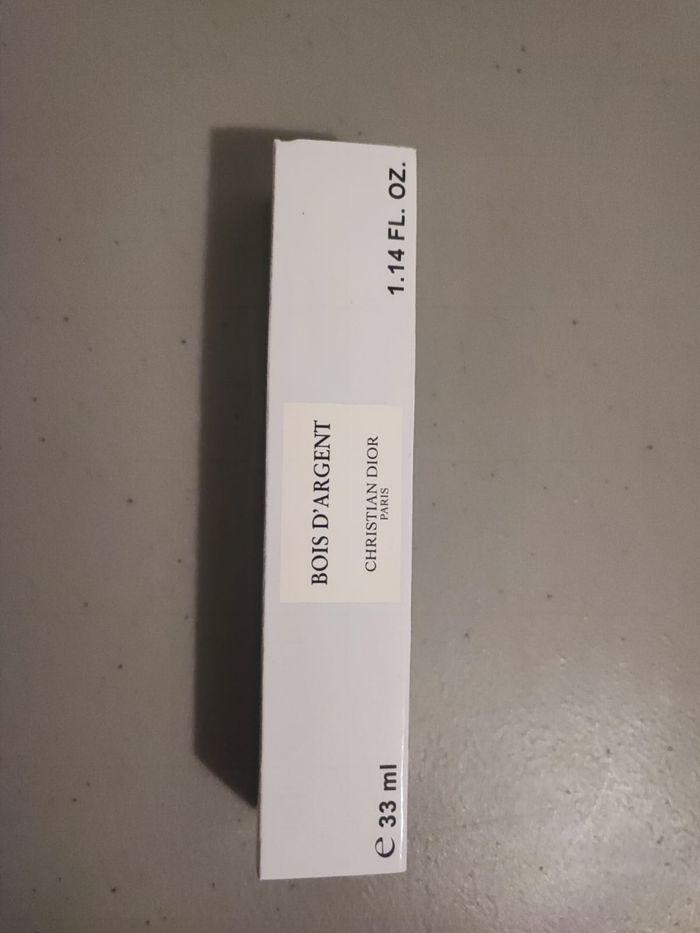 e 33 ml
1.14 FL. OZ.
BOIS D'ARGENT
CHRISTIAN DIOR
PARIS